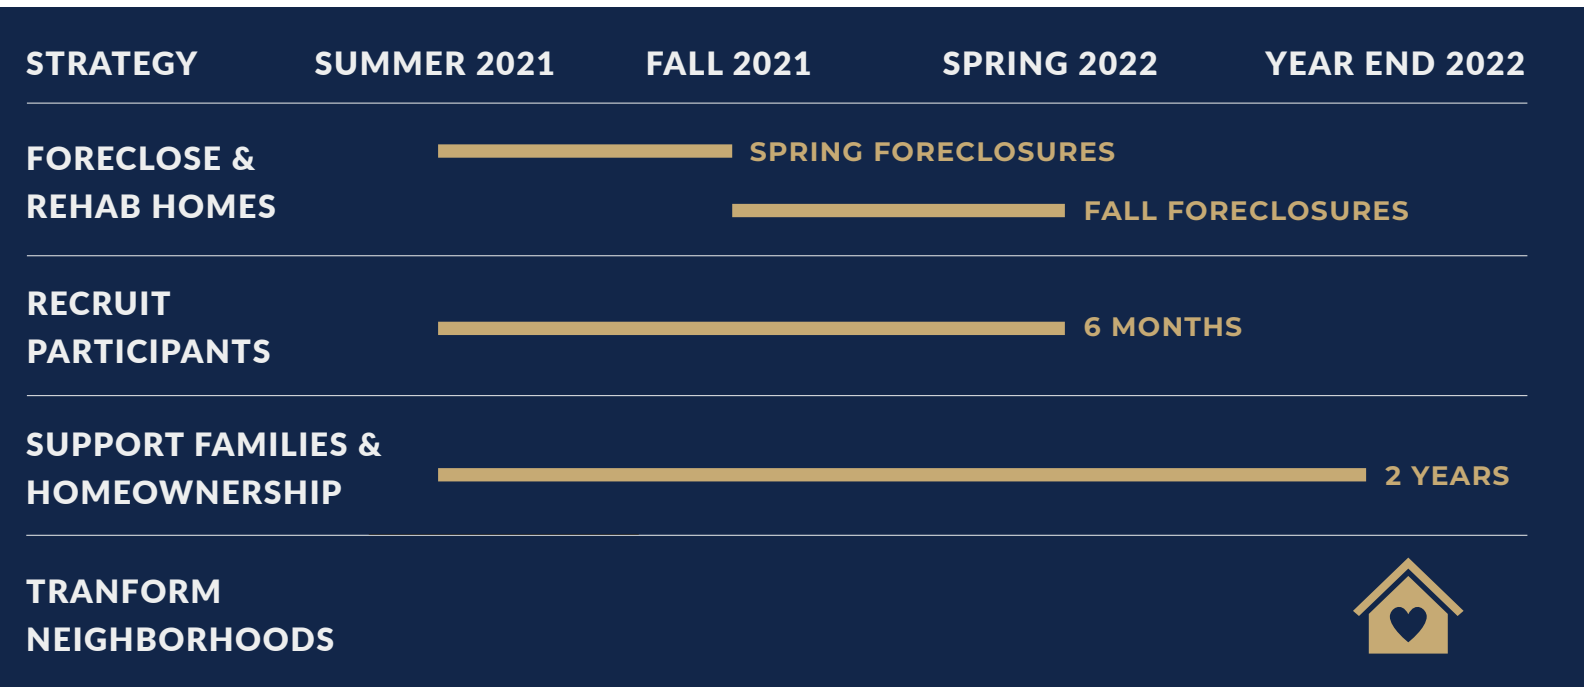 STRATEGY SUMMER 2021 FALL 2021 SPRING 2022 YEAR END 2022
FORECLOSE &
REHAB HOMES
SPRING FORECLOSURES
FALL FORECLOSURES
RECRUIT
PARTICIPANTS
6 MONTHS
SUPPORT FAMILIES &
HOMEOWNERSHIP
2 YEARS
TRANFORM
NEIGHBORHOODS